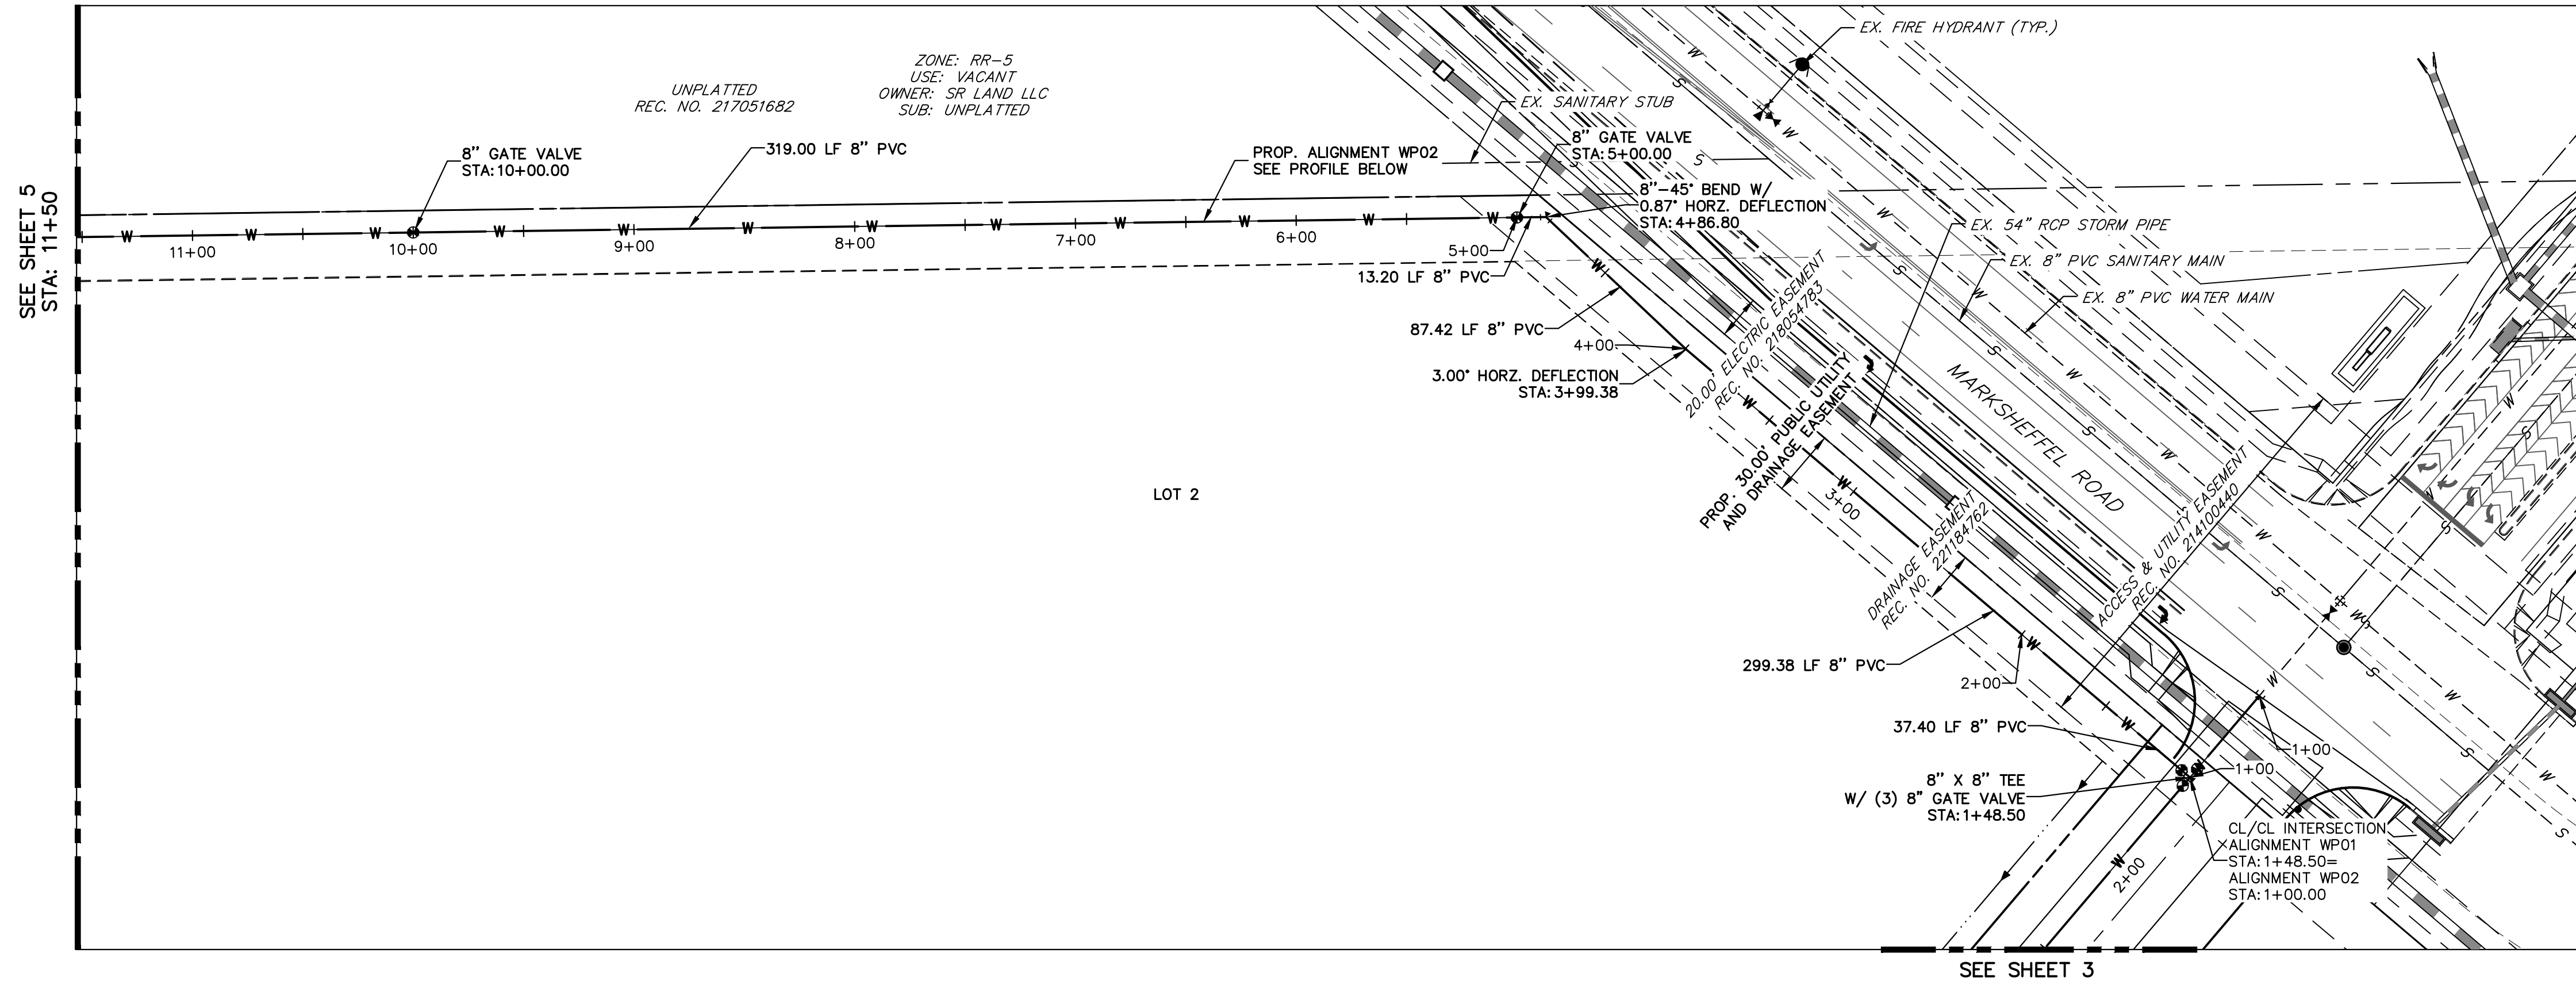 SEE SHEET 5
STA: 11+50
UNPLATTED
REC. NO. 217051682
ZONE: RR-5
USE: VACANT
OWNER: SR LAND LLC
SUB: UNPLATTED
8" GATE VALVE
STA:10+00.00
319.00 LF 8" PVC
PROP. ALIGNMENT WP02
SEE PROFILE BELOW
EX. SANITARY STUB
8" GATE VALVE
STA:5+00.00
8"-45° BEND W/
0.87° HORZ. DEFLECTION
STA:4+86.80
EX. FIRE HYDRANT (TYP.)
EX. 54" RCP STORM PIPE
EX. 8" PVC SANITARY MAIN
EX. 8" PVC WATER MAIN
11+00
10+00
9+00
8+00
7+00
6+00
5+00
13.20 LF 8" PVC
87.42 LF 8" PVC
4+00
3.00° HORZ. DEFLECTION
STA:3+99.38
20.00' ELECTRIC EASEMENT
REC. NO. 218054783
PROP. 30.00' PUBLIC UTILITY
AND DRAINAGE EASEMENT
MARKSHEFFEL ROAD
LOT 2
3+00
DRAINAGE EASEMENT
REC. NO. 221184762
ACCESS & UTILITY EASEMENT
REC. NO. 214100440
299.38 LF 8" PVC
2+00
37.40 LF 8" PVC
1+00
1+00
8" X 8" TEE
W/ (3) 8" GATE VALVE
STA:1+48.50
CL/CL INTERSECTION
ALIGNMENT WP01
STA:1+48.50=
ALIGNMENT WP02
STA:1+00.00
2+00
SEE SHEET 3